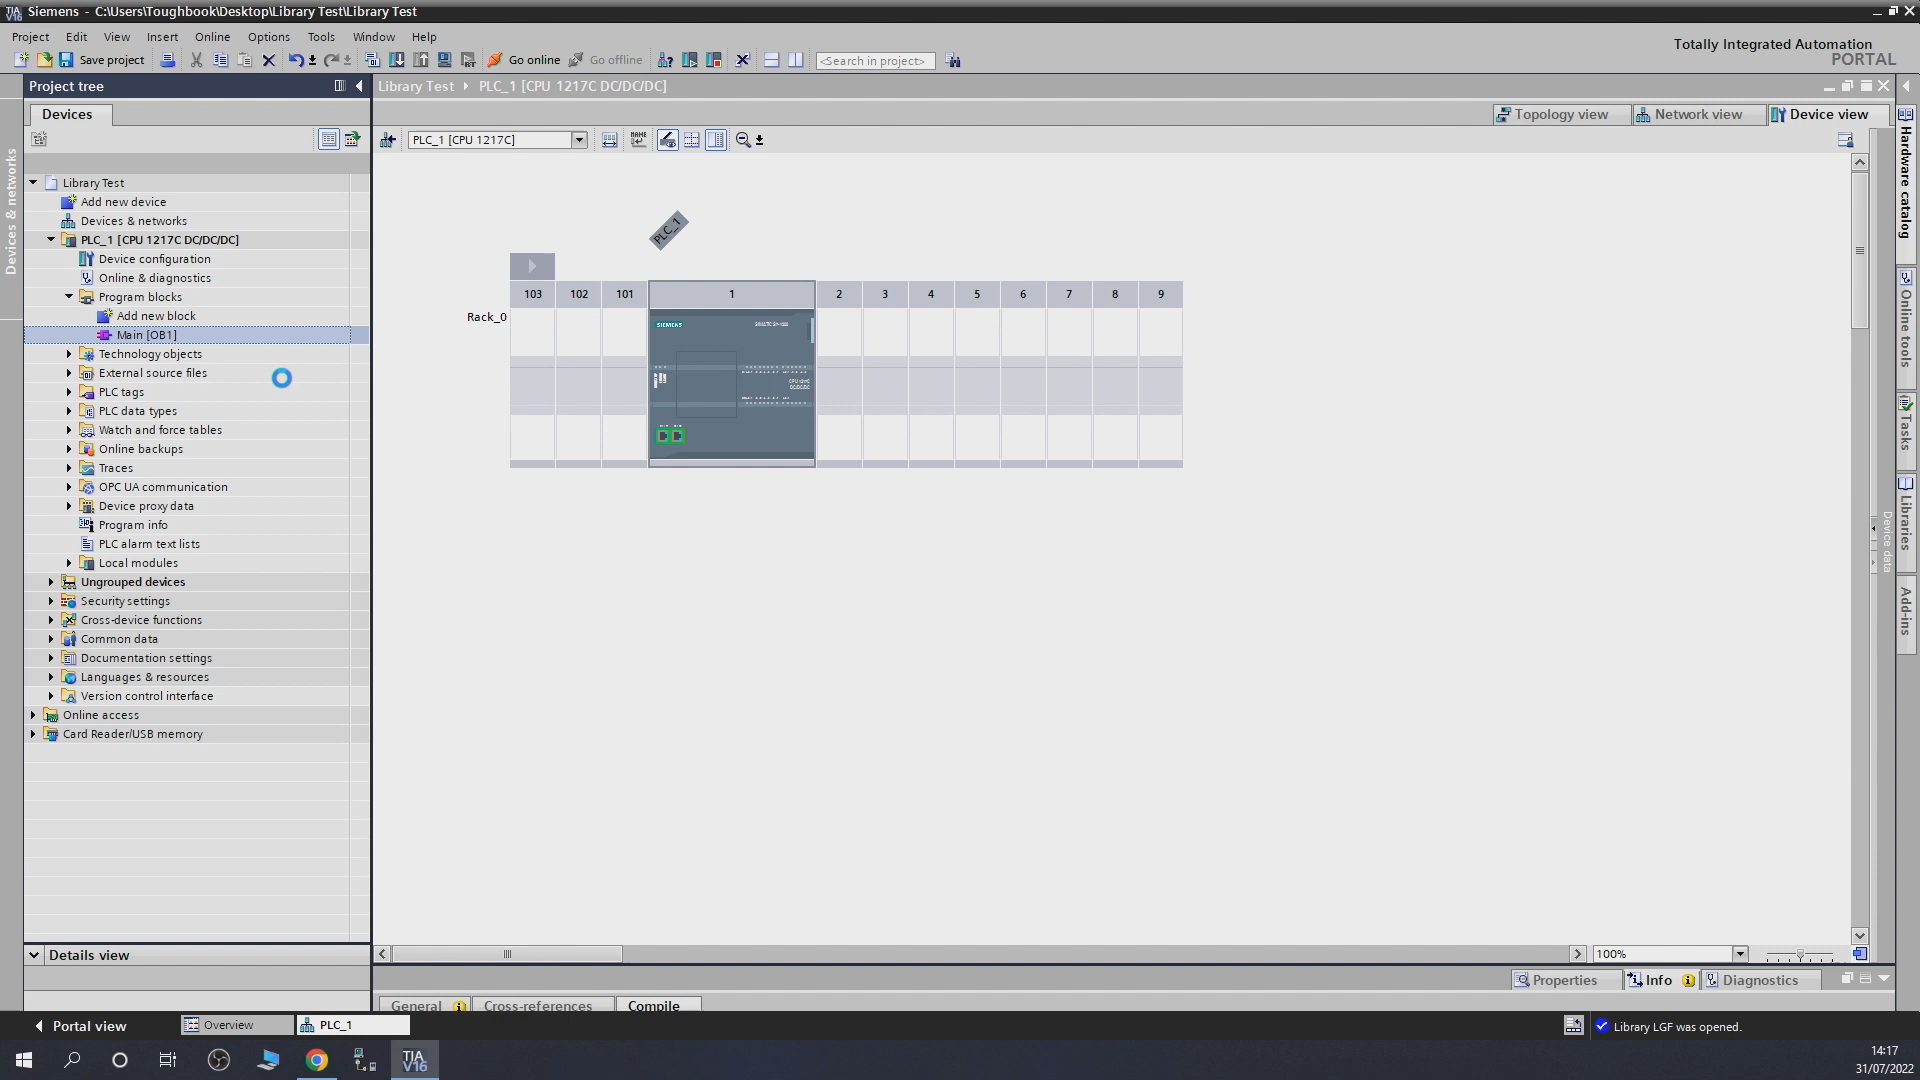 Siemens - C:\Users\Toughbook\Desktop\Library Test\Library Test
Project Edit View Insert Online Options Tools Window Help
Totally Integrated Automation
PORTAL
Save project
Go online
Go offline
<Search in project>
Project tree
Library Test
PLC_1 [CPU 1217C DC/DC/DC]
Devices
Topology view
Network view
Device view
PLC_1 [CPU 1217C]
Devices & networks
Library Test
Add new device
Devices & networks
PLC_1 [CPU 1217C DC/DC/DC]
Device configuration
Online & diagnostics
Program blocks
Add new block
Main [OB1]
Technology objects
External source files
PLC tags
PLC data types
Watch and force tables
Online backups
Traces
OPC UA communication
Device proxy data
Program info
PLC alarm text lists
Local modules
Ungrouped devices
Security settings
Cross-device functions
Common data
Documentation settings
Languages & resources
Version control interface
Online access
Card Reader/USB memory
PLC_1
103 102 101 1 2 3 4 5 6 7 8 9
Rack_0
SIEMENS
Hardware catalog
Online tools
Tasks
Libraries
Add-ins
Device data
100%
Details view
Properties
Info
Diagnostics
General
Cross-references
Compile
Portal view
Overview
PLC_1
Library LGF was opened.
TIA
V16
14:17
31/07/2022